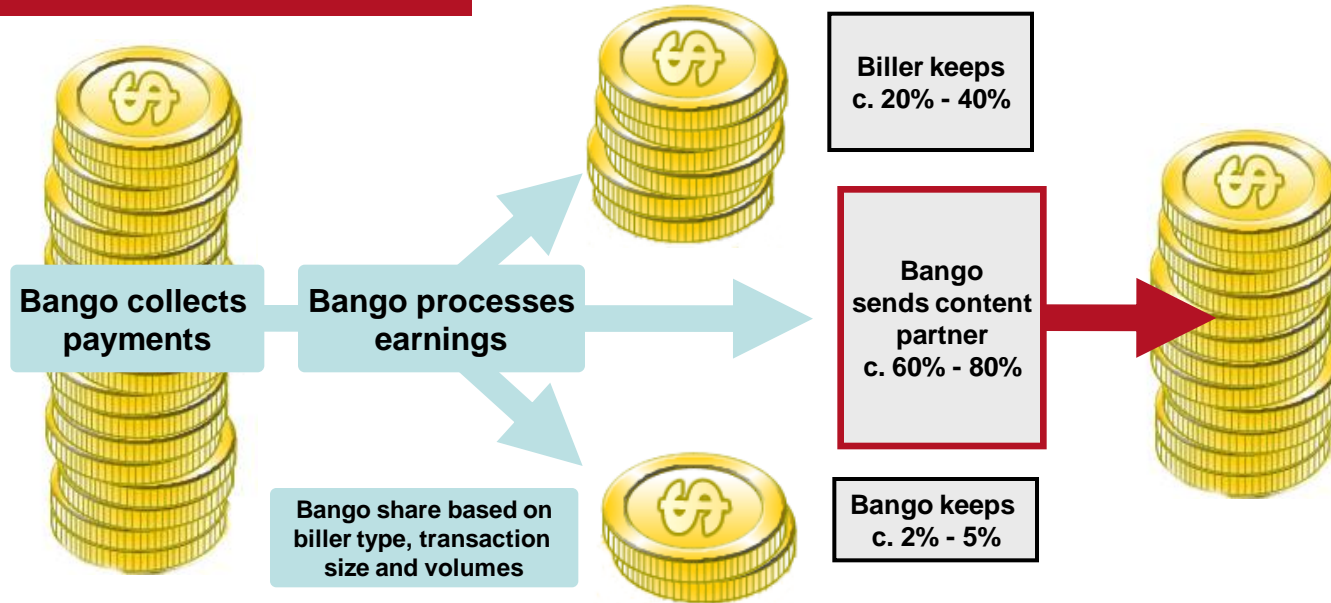 Bango collects
payments
Bango processes
earnings
Biller keeps
c. 20% - 40%
Bango
sends content
partner
c. 60% - 80%
Bango share based on
biller type, transaction
size and volumes
Bango keeps
c. 2% - 5%